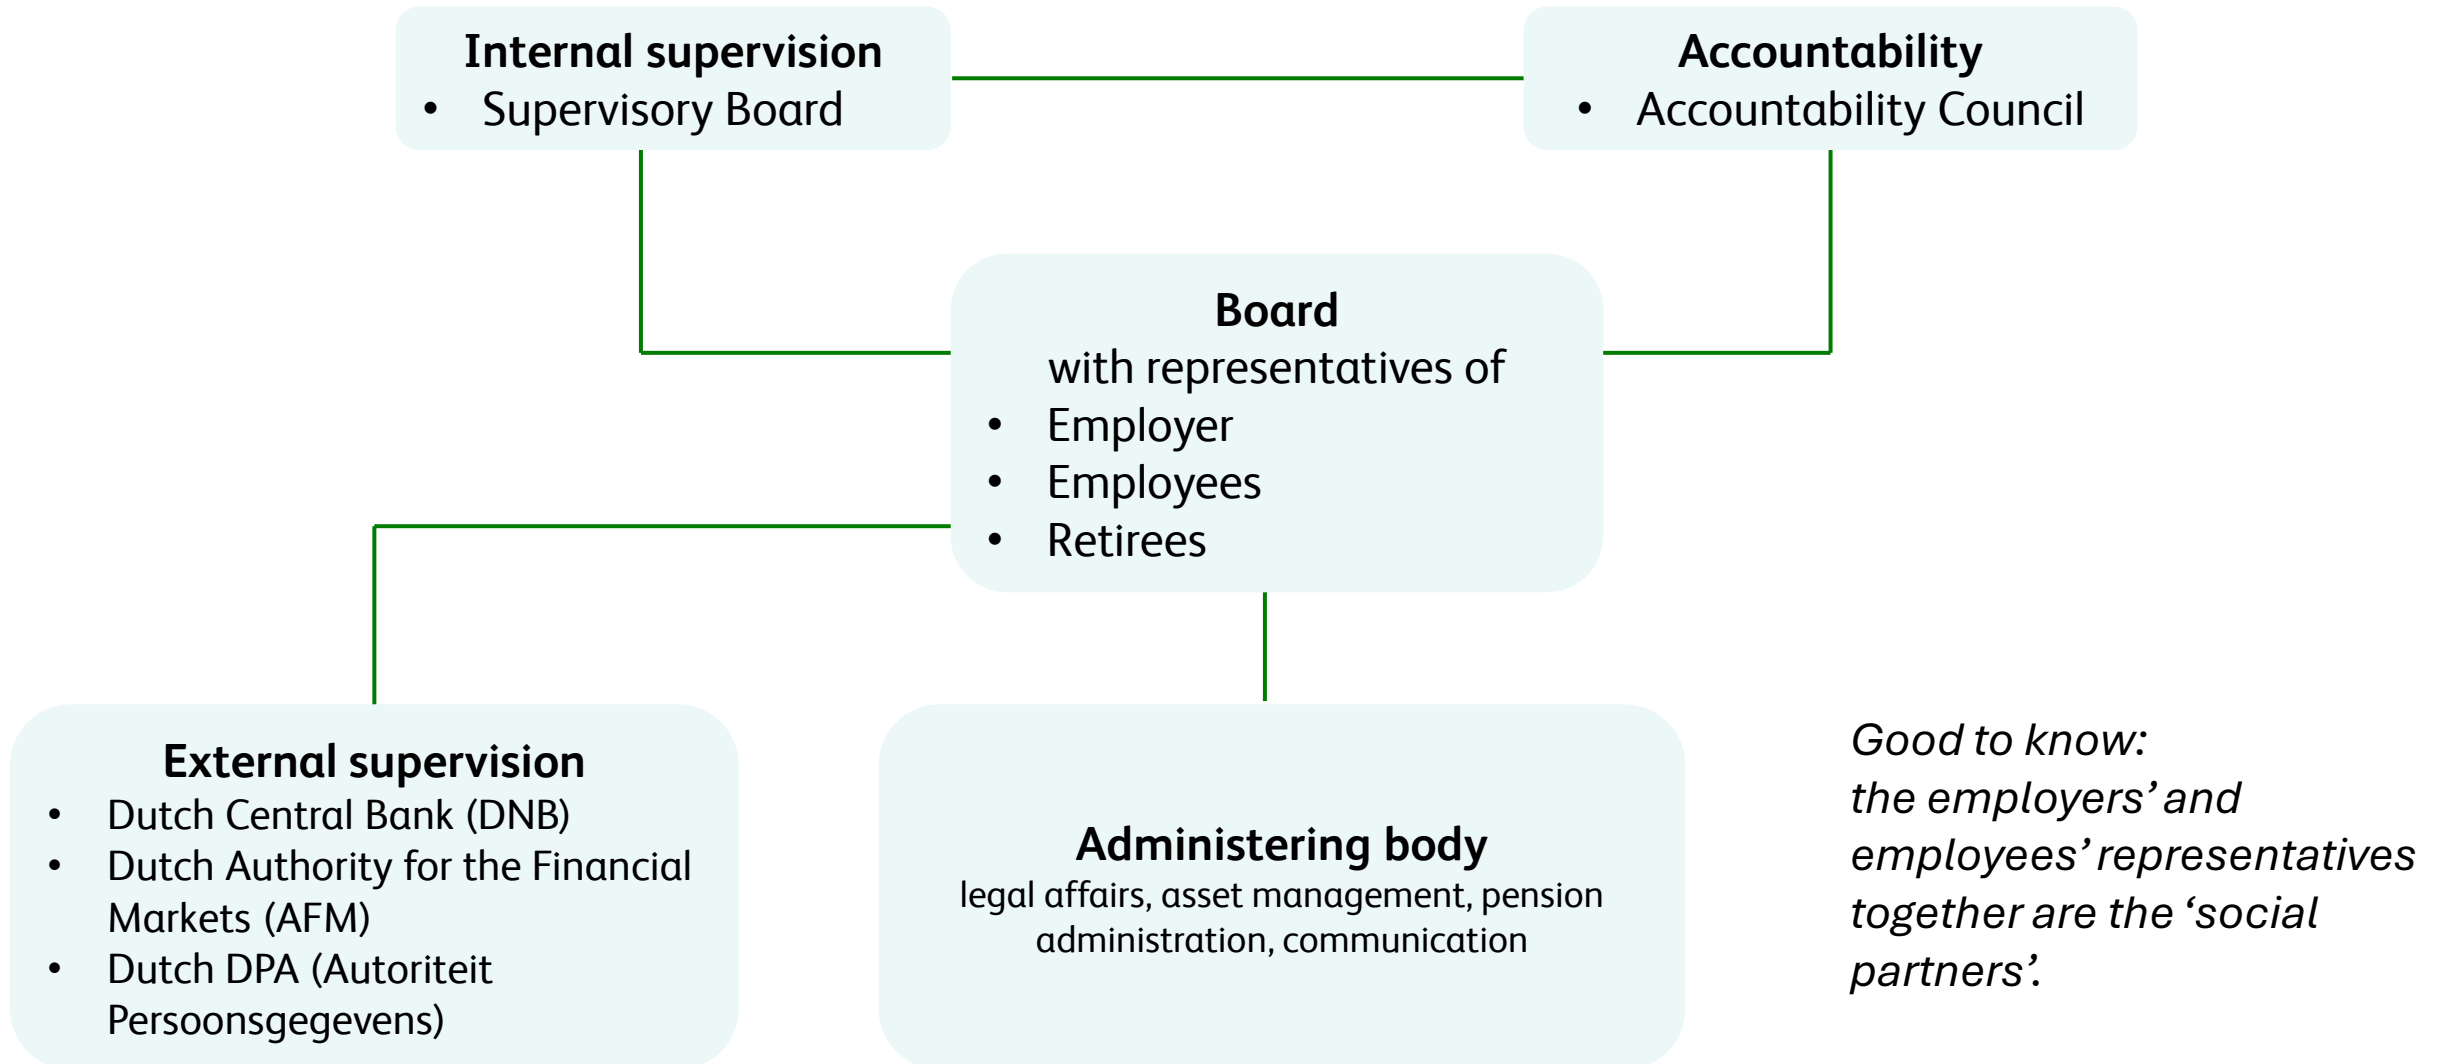 Internal supervision
• Supervisory Board
Accountability
• Accountability Council
Board
with representatives of
• Employer
• Employees
• Retirees
External supervision
• Dutch Central Bank (DNB)
• Dutch Authority for the Financial
Markets (AFM)
• Dutch DPA (Autoriteit
Persoonsgegevens)
Administering body
legal affairs, asset management, pension
administration, communication
Good to know:
the employers’ and
employees’ representatives
together are the ‘social
partners’.